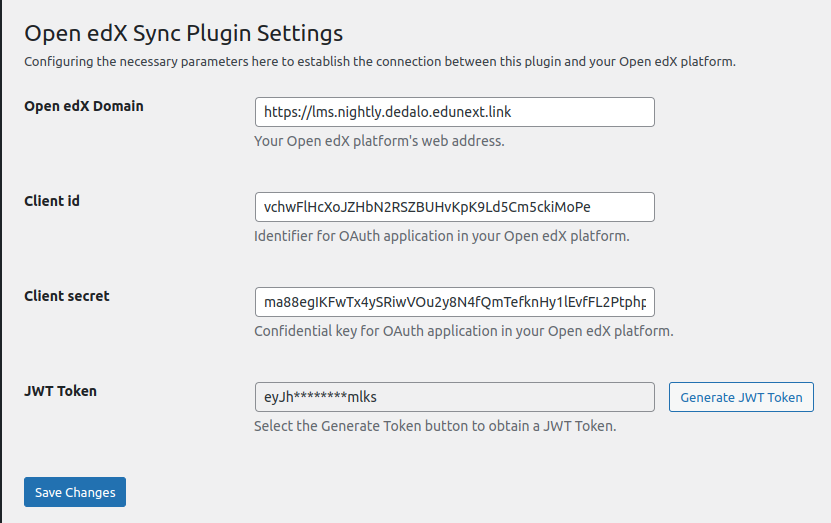 Open edX Sync Plugin Settings
Configuring the necessary parameters here to establish the connection between this plugin and your Open edX platform.
Open edX Domain
https://lms.nightly.dedalo.edunext.link
Your Open edX platform's web address.
Client id
vchwFlHcXoJZHbN2RSZBUHvKpK9Ld5Cm5ckiMoPe
Identifier for OAuth application in your Open edX platform.
Client secret
ma88egIKFwTx4ySRiwVOu2y8N4fQmTefknHy1lEvfFL2Ptphp
Confidential key for OAuth application in your Open edX platform.
JWT Token
eyJh********mlks
Generate JWT Token
Select the Generate Token button to obtain a JWT Token.
Save Changes